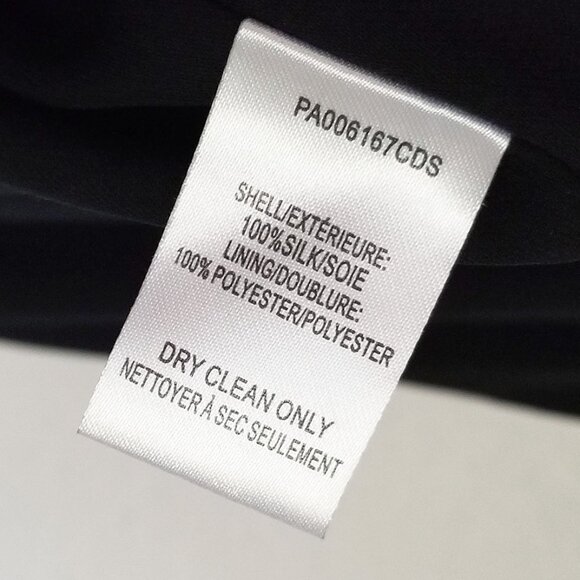 PA006167CDS
SHELL/EXTÉRIEURE:
100%SILK/SOIE
LINING/DOUBLURE:
100% POLYESTER/POLYESTER
DRY CLEAN ONLY
NETTOYER À SEC SEULEMENT